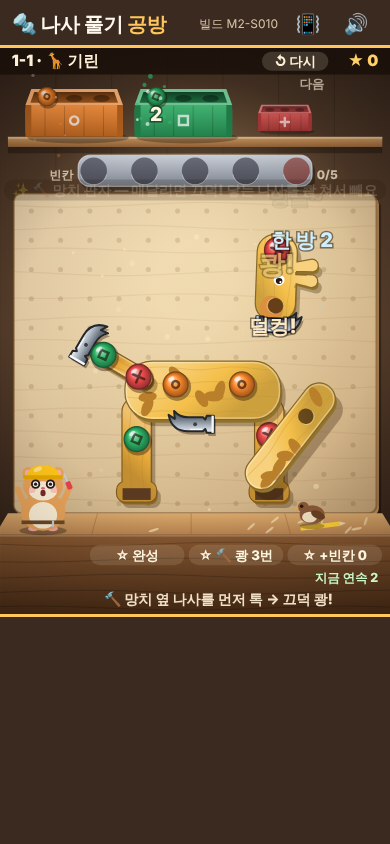 나사 풀기 공방
빌드 M2-S010
1-1 · 기린
다시
★ 0
다음
2
빈칸
0/5
한 방 2
쾅!
덜컹!
☆ 완성
☆ 쾅 3번
☆ +빈칸 0
지금 연속 2
망치 옆 나사를 먼저 톡 → 끄덕 쾅!